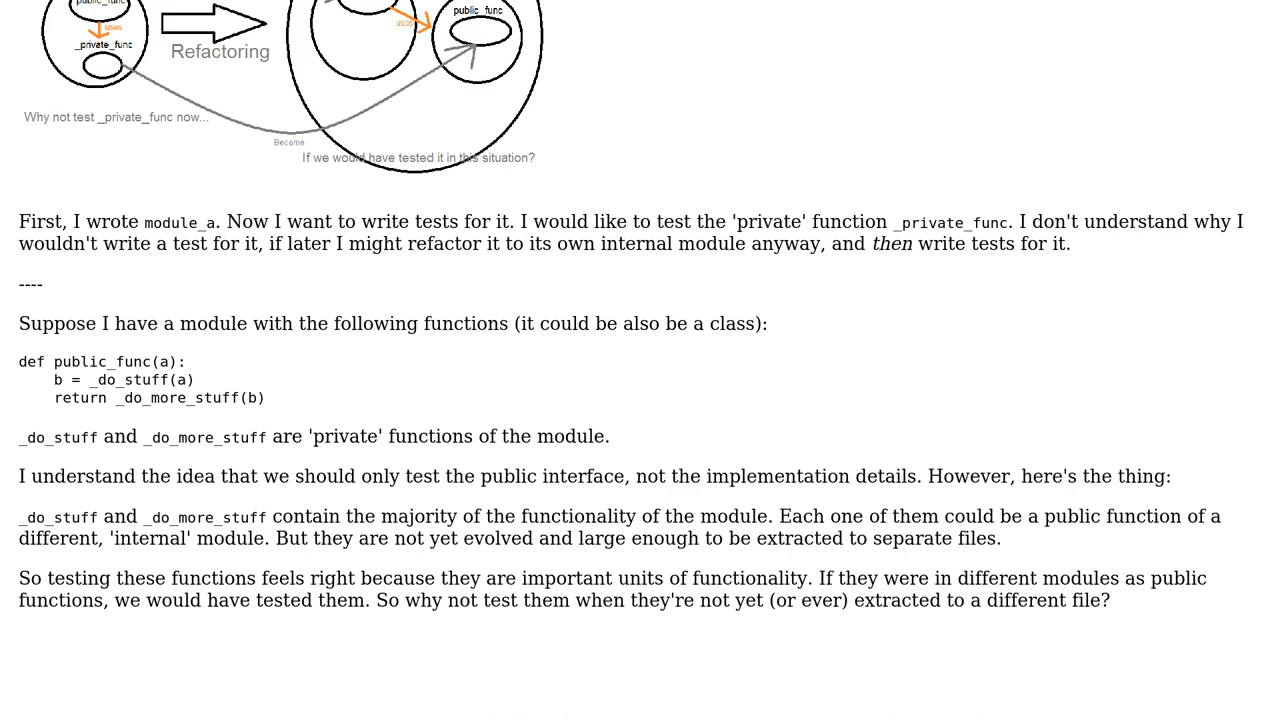 public_func
uses
_private_func
Refactoring
uses
public_func
Why not test _private_func now...
Become
If we would have tested it in this situation?
First, I wrote module_a. Now I want to write tests for it. I would like to test the 'private' function _private_func. I don't understand why I
wouldn't write a test for it, if later I might refactor it to its own internal module anyway, and then write tests for it.
----
Suppose I have a module with the following functions (it could be also be a class):
def public_func(a):
    b = _do_stuff(a)
    return _do_more_stuff(b)
_do_stuff and _do_more_stuff are 'private' functions of the module.
I understand the idea that we should only test the public interface, not the implementation details. However, here's the thing:
_do_stuff and _do_more_stuff contain the majority of the functionality of the module. Each one of them could be a public function of a
different, 'internal' module. But they are not yet evolved and large enough to be extracted to separate files.
So testing these functions feels right because they are important units of functionality. If they were in different modules as public
functions, we would have tested them. So why not test them when they're not yet (or ever) extracted to a different file?